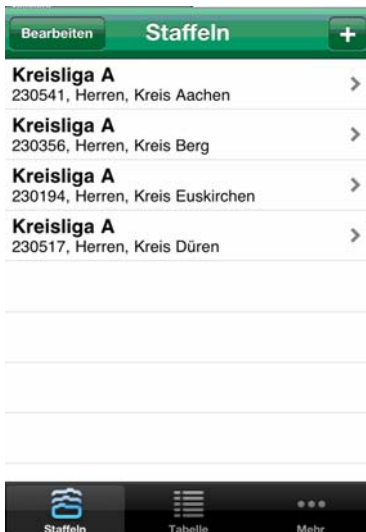 Bearbeiten Staffeln +
Kreisliga A
230541, Herren, Kreis Aachen
Kreisliga A
230356, Herren, Kreis Berg
Kreisliga A
230194, Herren, Kreis Euskirchen
Kreisliga A
230517, Herren, Kreis Düren
Staffeln Tabelle Mehr